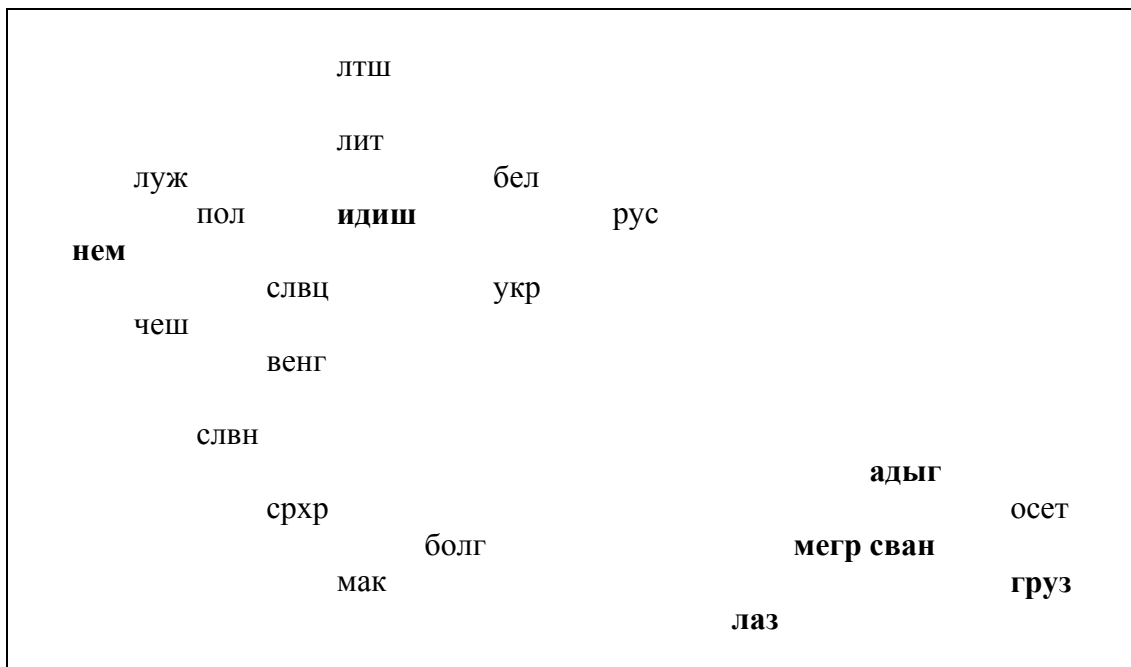 лтш
лит
луж бел
пол идиш рус
нем
слвц укр
чеш
венг
слвн
адыг
срхр осет
болг мегр сван
мак груз
лаз